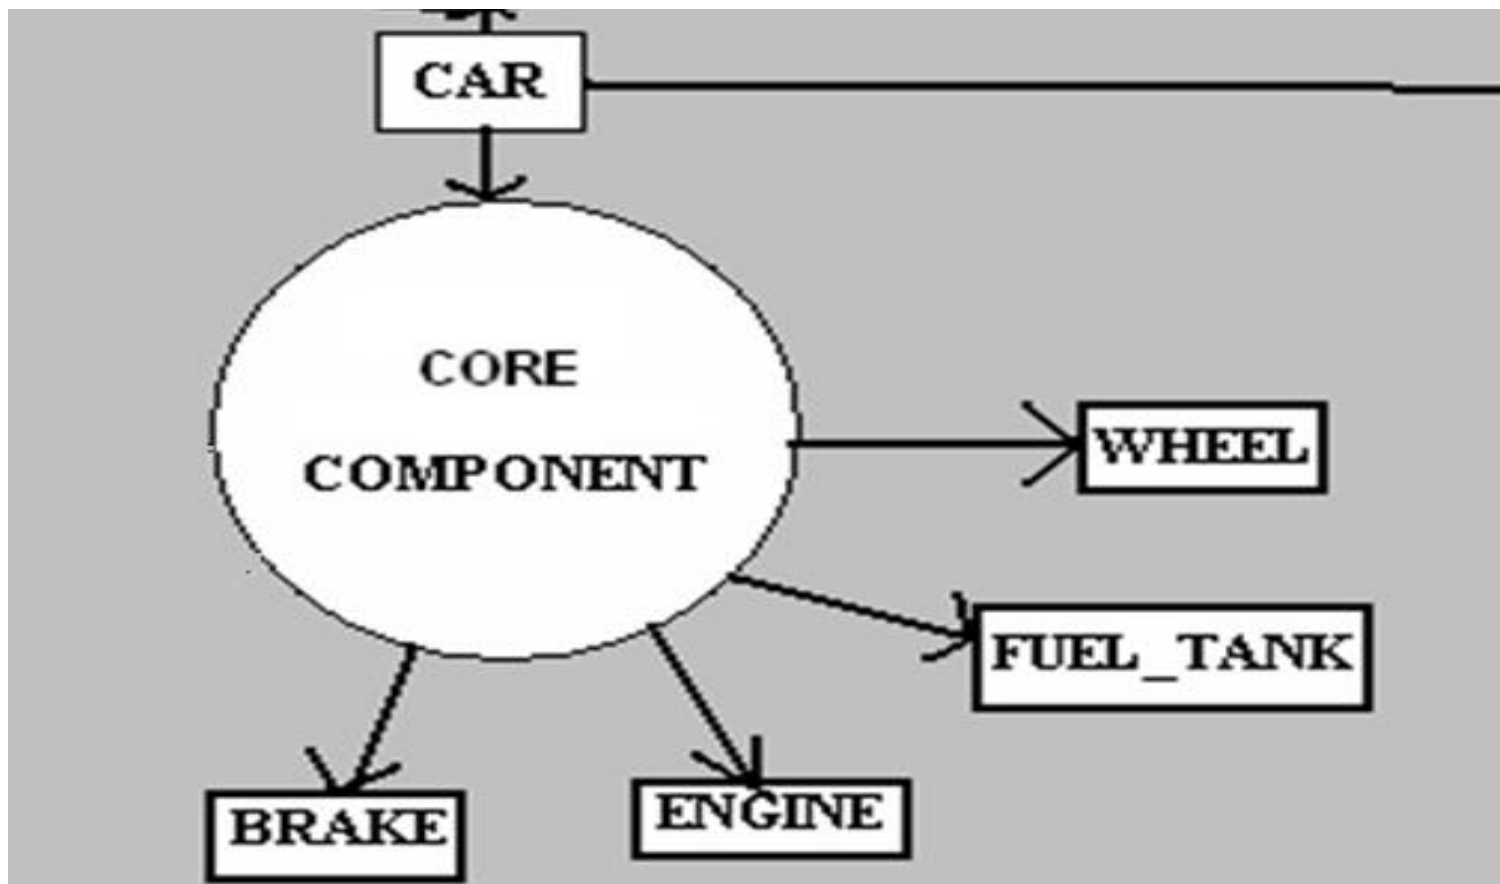 CAR
CORE
COMPONENT
WHEEL
FUEL_TANK
ENGINE
BRAKE